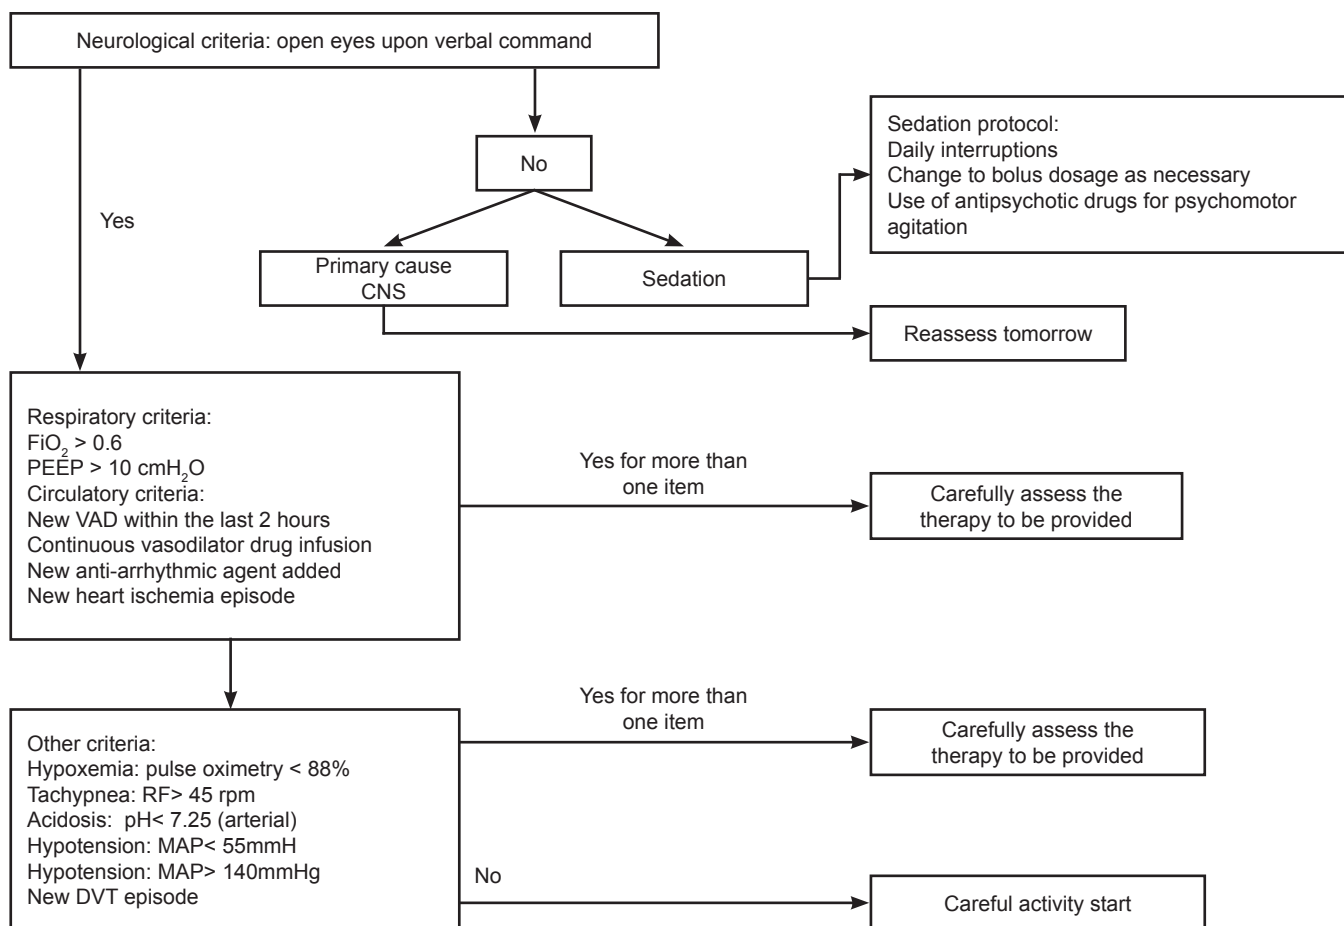 Neurological criteria: open eyes upon verbal command
No
Yes
Sedation protocol:
Daily interruptions
Change to bolus dosage as necessary
Use of antipsychotic drugs for psychomotor
agitation
Primary cause
CNS
Sedation
Reassess tomorrow
Respiratory criteria:
FiO₂ > 0.6
PEEP > 10 cmH₂O
Circulatory criteria:
New VAD within the last 2 hours
Continuous vasodilator drug infusion
New anti-arrhythmic agent added
New heart ischemia episode
Yes for more than
one item
Carefully assess the
therapy to be provided
Other criteria:
Hypoxemia: pulse oximetry < 88%
Tachypnea: RF> 45 rpm
Acidosis: pH< 7.25 (arterial)
Hypotension: MAP< 55mmH
Hypotension: MAP> 140mmHg
New DVT episode
Yes for more than
one item
Carefully assess the
therapy to be provided
No
Careful activity start